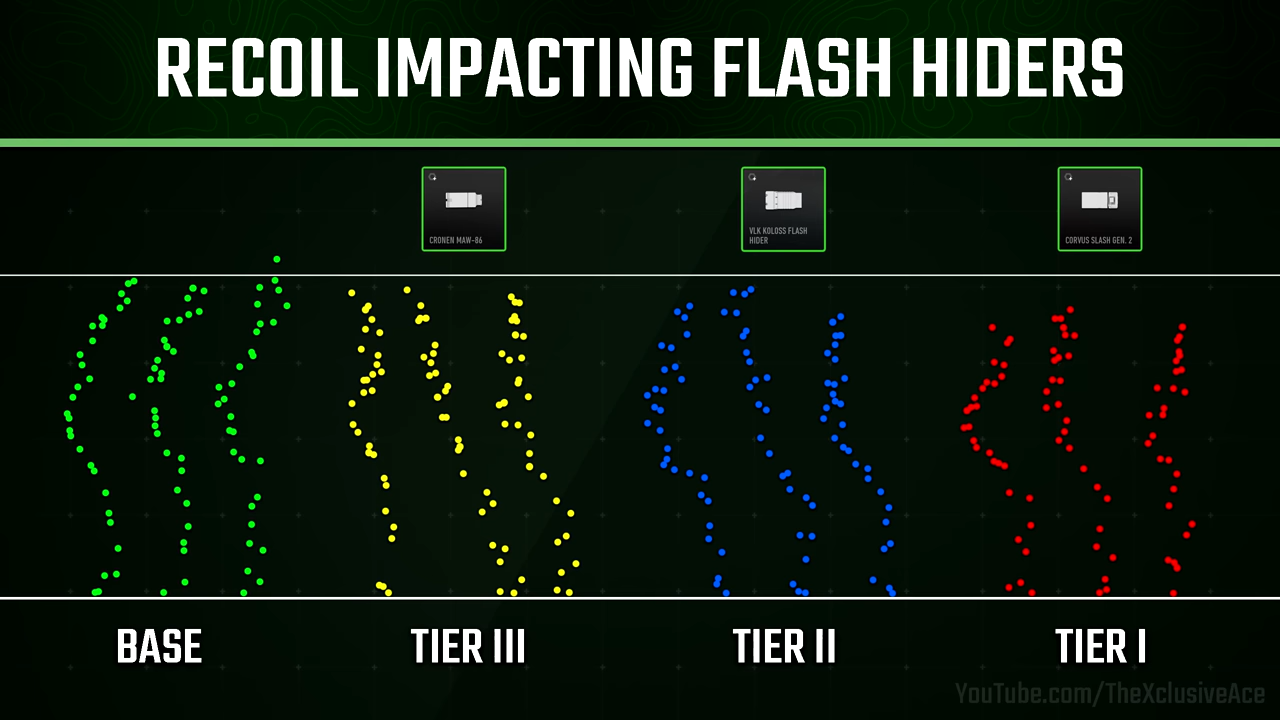 RECOIL IMPACTING FLASH HIDERS
CRONEN MAW-86
VLK KOLOSS FLASH
HIDER
CORVUS SLASH GEN. 2
BASE
TIER III
TIER II
TIER I
YouTube.com/TheXclusiveAce